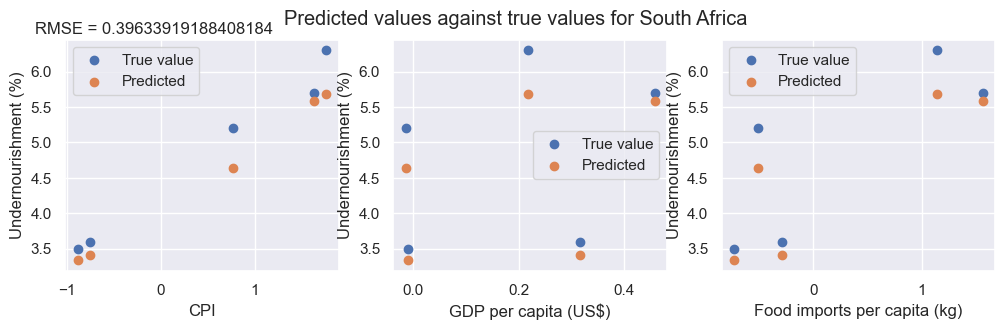 Predicted values against true values for South Africa
RMSE = 0.39633919188408184
True value
Predicted
Undernourishment (%)
6.0
5.5
5.0
4.5
4.0
3.5
−1
0
1
CPI
True value
Predicted
Undernourishment (%)
6.0
5.5
5.0
4.5
4.0
3.5
0.0
0.2
0.4
GDP per capita (US$)
True value
Predicted
Undernourishment (%)
6.0
5.5
5.0
4.5
4.0
3.5
0
1
Food imports per capita (kg)